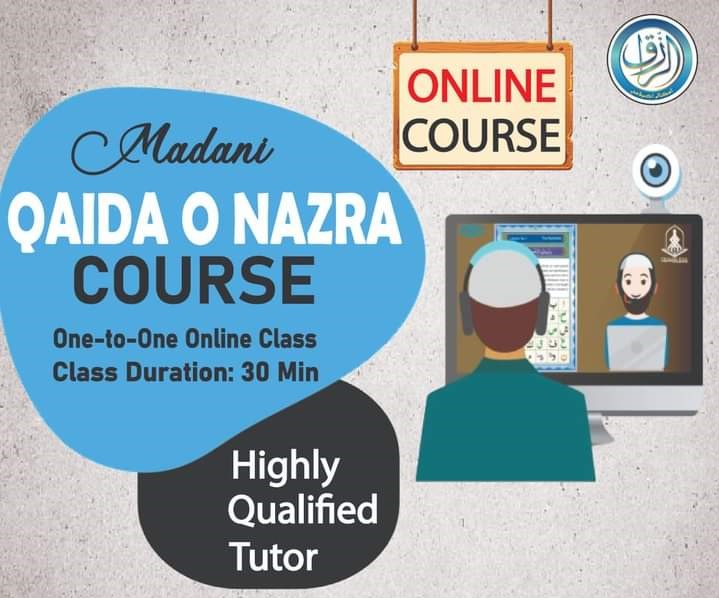 ONLINE
COURSE
Madani
QAIDA O NAZRA
COURSE
One-to-One Online Class
Class Duration: 30 Min
Highly
Qualified
Tutor